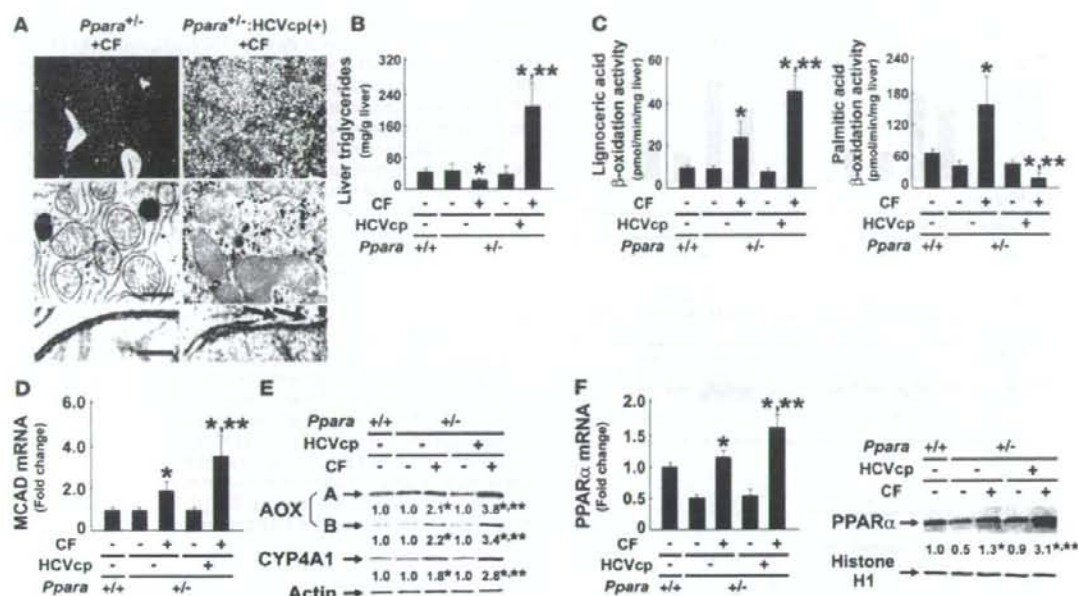 A
Ppara+/-
+CF
Ppara+/-:HCVcp(+)
+CF
B
Liver triglycerides
(mg/g liver)
320
240
160
80
0
*
*,**
- - + - +
CF
- - +
HCVcp
+/+ +/-
Ppara
C
Lignoceric acid
β-oxidation activity
(pmol/min/mg liver)
60
40
20
0
*
*,**
- - + - +
CF
- - +
HCVcp
+/+ +/-
Ppara
Palmitic acid
β-oxidation activity
(pmol/min/mg liver)
240
180
120
60
0
*
*,**
- - + - +
CF
- - +
HCVcp
+/+ +/-
Ppara
D
MCAD mRNA
(Fold change)
6.0
4.0
2.0
0
*
*,**
- - + - +
CF
- - +
HCVcp
+/+ +/-
Ppara
E
Ppara +/+ +/-
HCVcp - - +
CF - - + - +
AOX
A
1.0 1.0 2.1* 1.0 3.8*,**
B
1.0 1.0 2.2* 1.0 3.4*,**
CYP4A1
1.0 1.0 1.8* 1.0 2.8*,**
Actin
F
PPARα mRNA
(Fold change)
2.0
1.5
1.0
0.5
0
*
*,**
- - + - +
CF
- - +
HCVcp
+/+ +/-
Ppara
Ppara +/+ +/-
HCVcp - - +
CF - - + - +
PPARα
1.0 0.5 1.3* 0.9 3.1*,**
Histone
H1